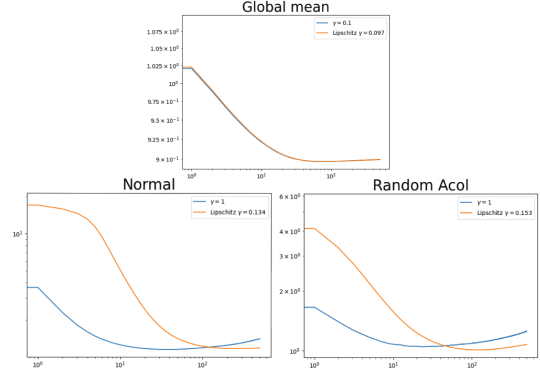 Global mean
γ = 0.1
Lipschitz γ = 0.097
1.075 × 10⁰
1.05 × 10⁰
1.025 × 10⁰
10⁰
9.75 × 10⁻¹
9.5 × 10⁻¹
9.25 × 10⁻¹
9 × 10⁻¹
10⁰ 10¹ 10²
Normal
γ = 1
Lipschitz γ = 0.134
10¹
10⁰ 10¹ 10²
Random Acol
γ = 1
Lipschitz γ = 0.153
6 × 10⁰
4 × 10⁰
3 × 10⁰
2 × 10⁰
10⁰
10⁰ 10¹ 10²